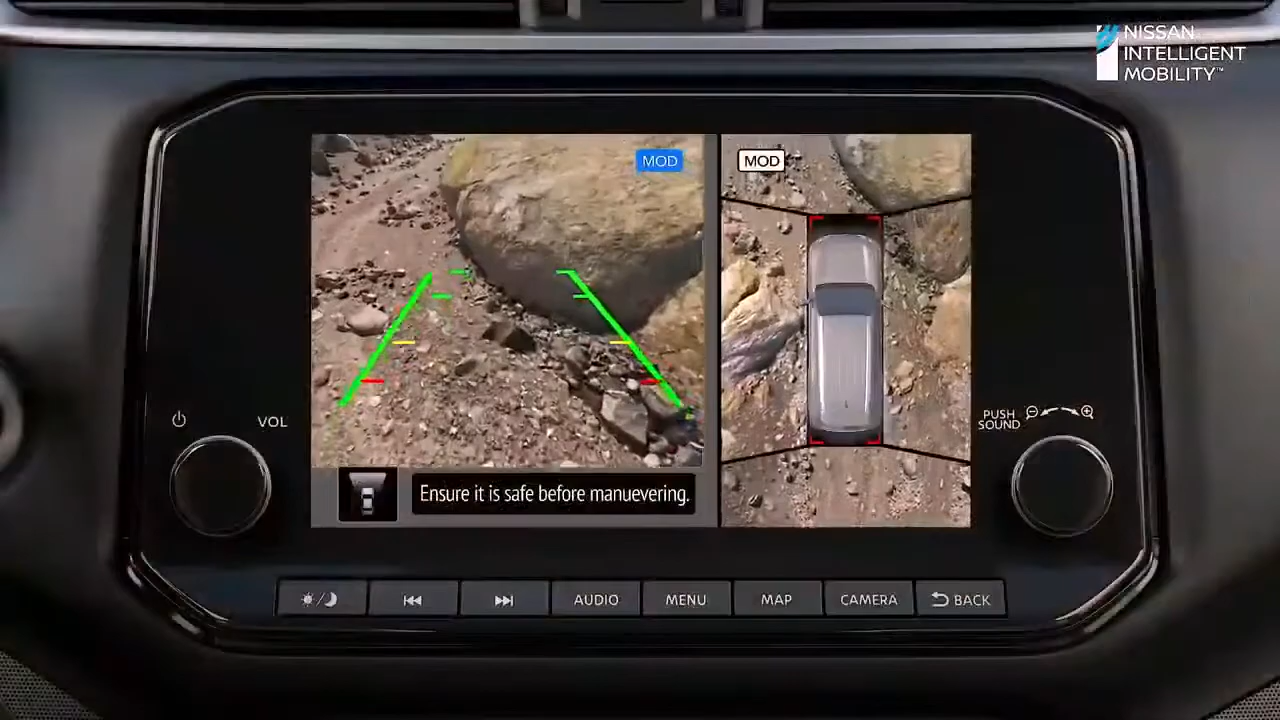 NISSAN
INTELLIGENT
MOBILITY™
MOD
MOD
VOL
PUSH
SOUND
Ensure it is safe before manuevering.
AUDIO
MENU
MAP
CAMERA
BACK